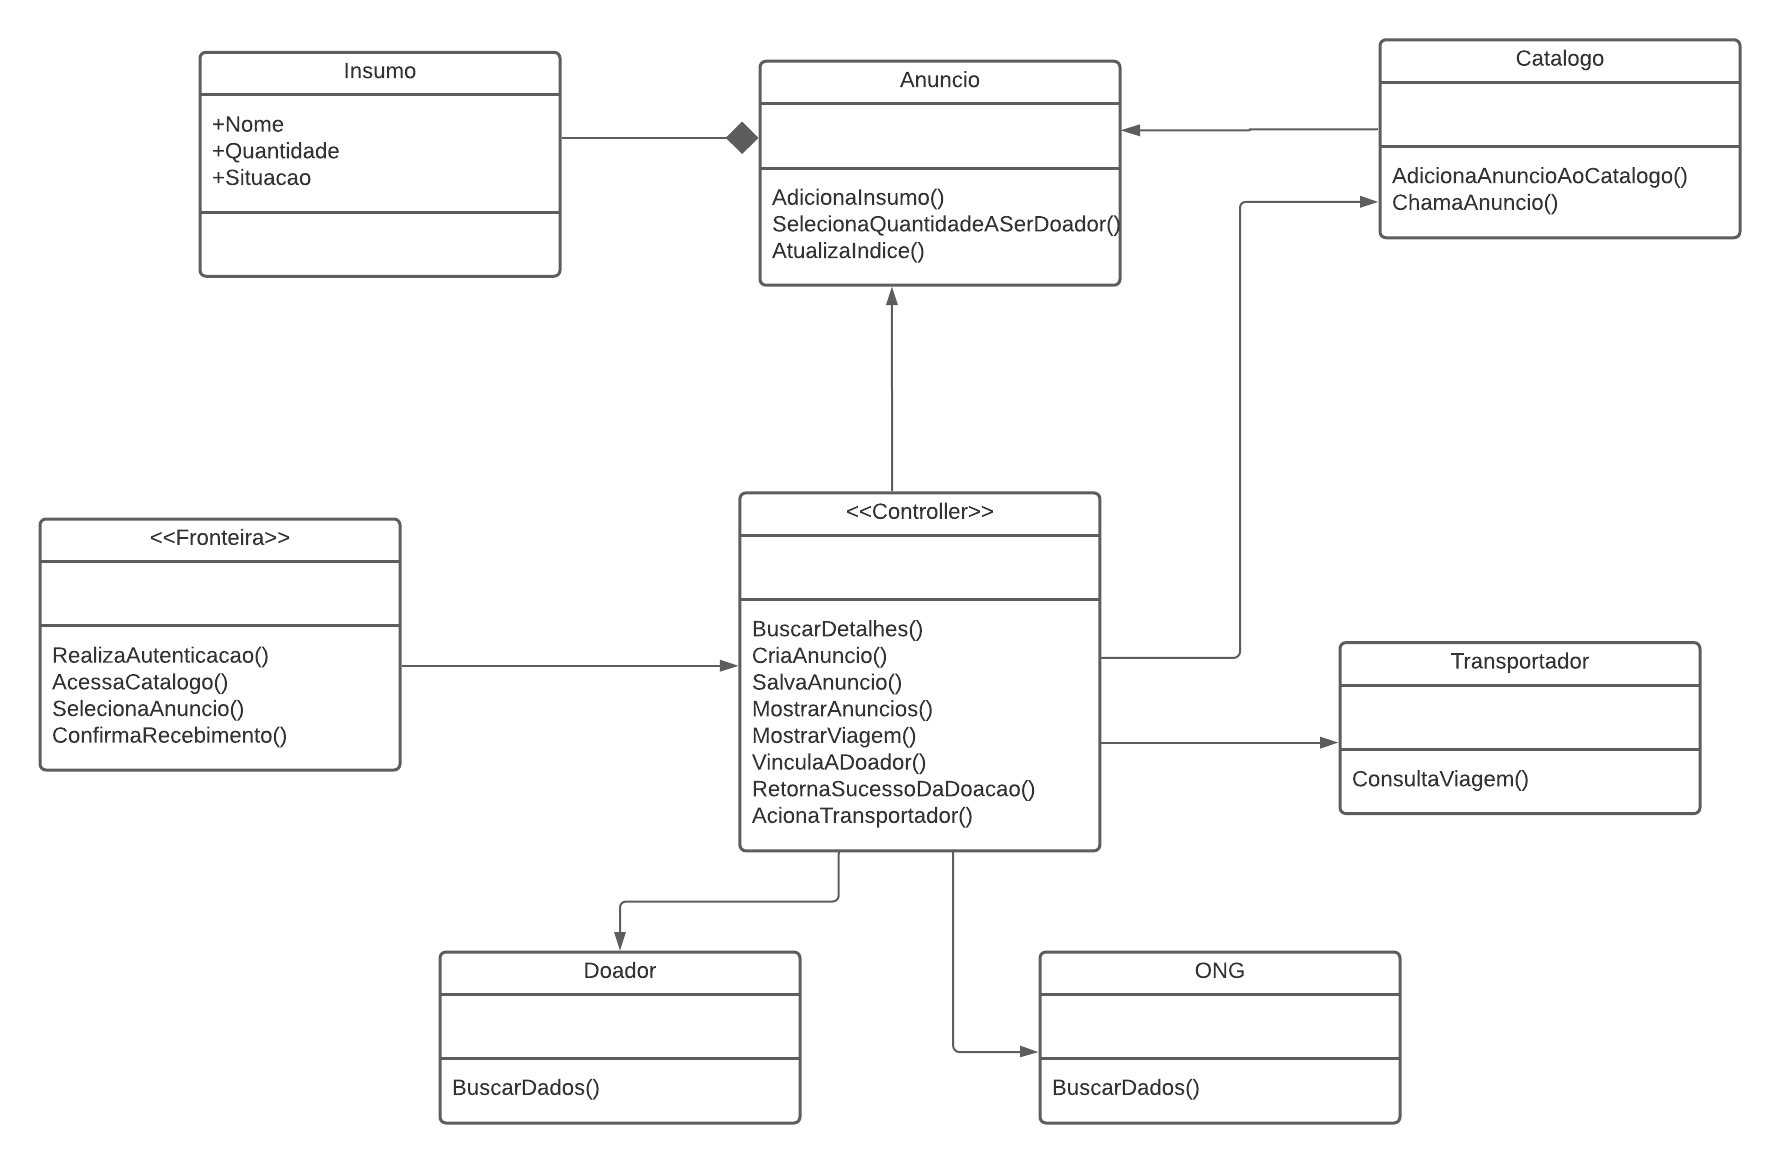 Insumo
+Nome
+Quantidade
+Situacao
Anuncio
AdicionaInsumo()
SelecionaQuantidadeASerDoador()
AtualizaIndice()
Catalogo
AdicionaAnuncioAoCatalogo()
ChamaAnuncio()
<<Fronteira>>
RealizaAutenticacao()
AcessaCatalogo()
SelecionaAnuncio()
ConfirmaRecebimento()
<<Controller>>
BuscarDetalhes()
CriaAnuncio()
SalvaAnuncio()
MostrarAnuncios()
MostrarViagem()
VinculaADoador()
RetornaSucessoDaDoacao()
AcionaTransportador()
Transportador
ConsultaViagem()
Doador
BuscarDados()
ONG
BuscarDados()